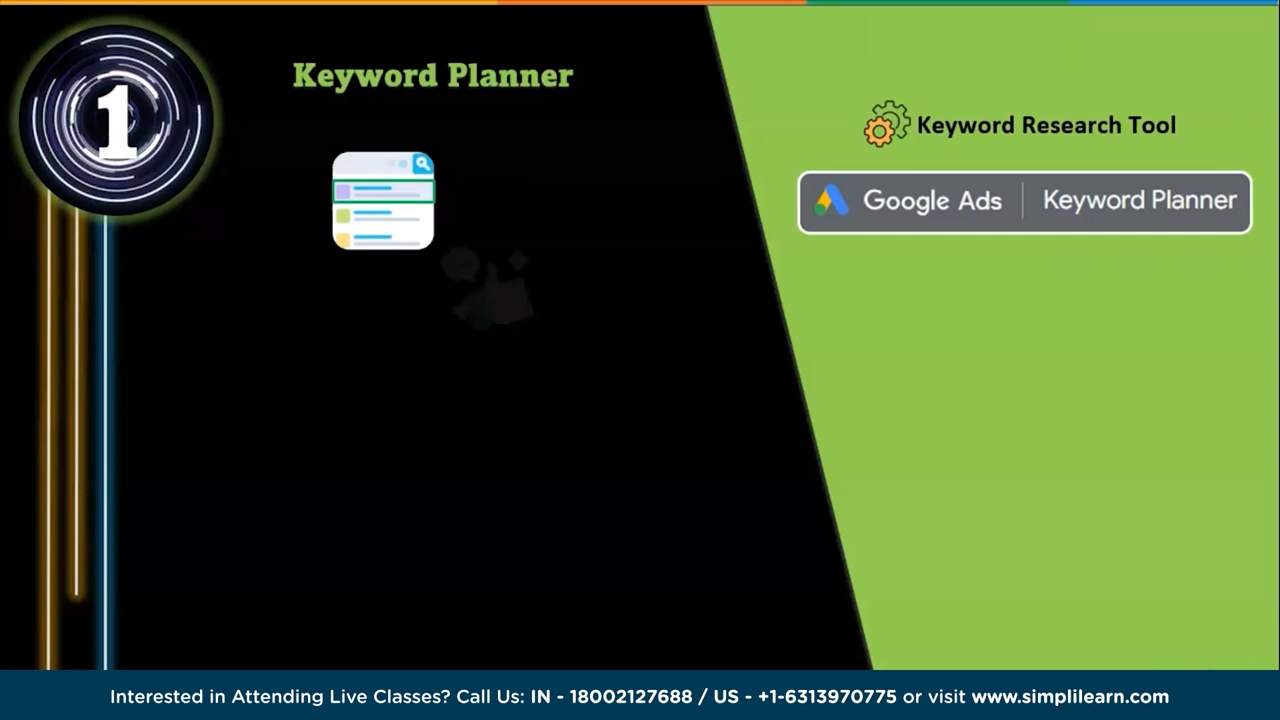 1
Keyword Planner
Keyword Research Tool
Google Ads | Keyword Planner
Interested in Attending Live Classes? Call Us: IN - 18002127688 / US - +1-6313970775 or visit www.simplilearn.com